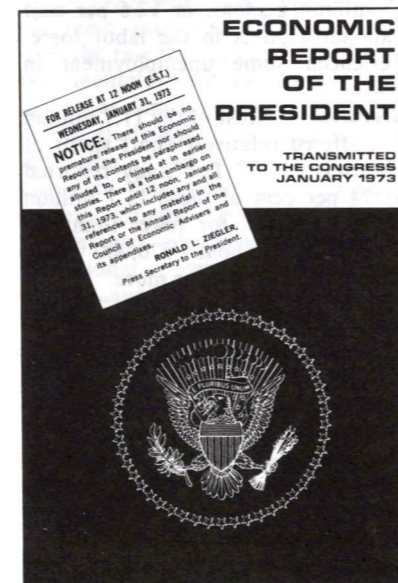 ECONOMIC
REPORT
OF THE
PRESIDENT
TRANSMITTED
TO THE CONGRESS
JANUARY 1973
FOR RELEASE AT 12 NOON (E.S.T.)
WEDNESDAY, JANUARY 31, 1973
NOTICE: There should be no
premature release of this Economic
Report of the President nor should
any of its contents be paraphrased,
alluded to, or hinted at in earlier
stories. There is a total embargo on
this Report until 12 noon, January
31, 1973, which includes any and all
references to any material in the
Report or the Annual Report of the
Council of Economic Advisers and
its appendixes.
RONALD L. ZIEGLER,
Press Secretary to the President.
E PLURIBUS UNUM